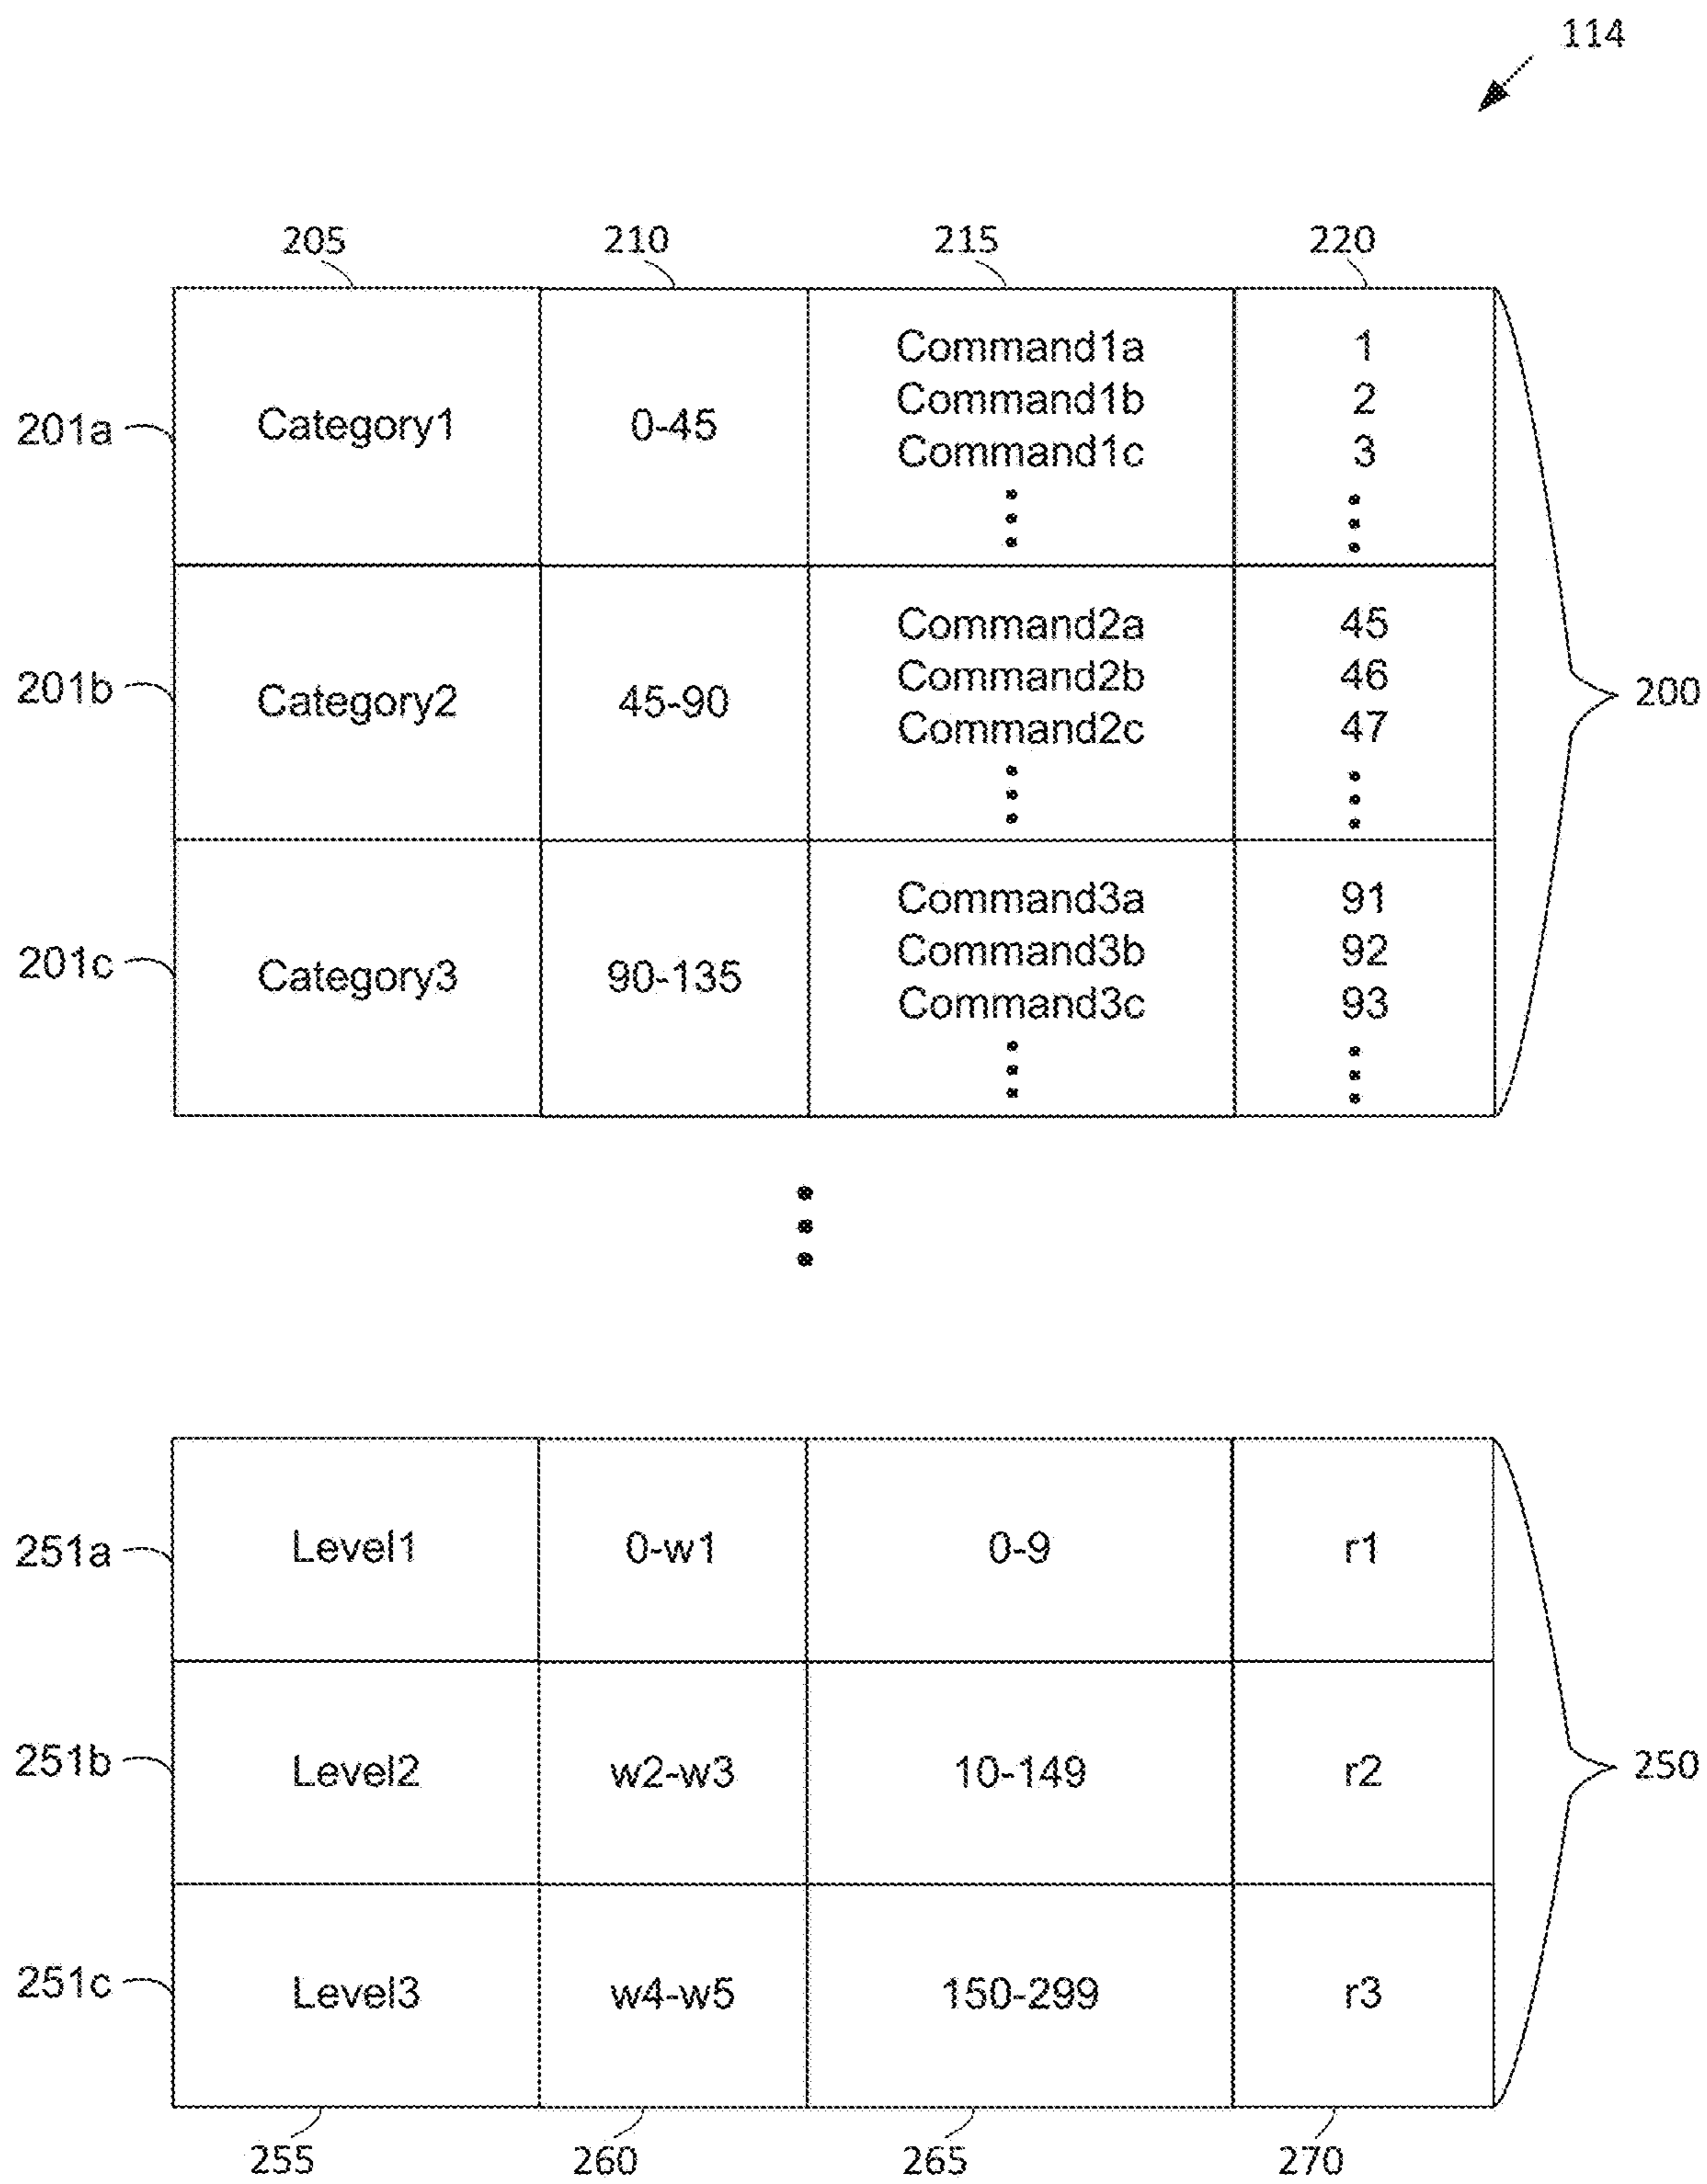 114
205 210 215 220
201a Category1 0-45 Command1a 1
Command1b 2
Command1c 3
201b Category2 45-90 Command2a 45
Command2b 46
Command2c 47
200
201c Category3 90-135 Command3a 91
Command3b 92
Command3c 93
251a Level1 0-w1 0-9 r1
251b Level2 w2-w3 10-149 r2
250
251c Level3 w4-w5 150-299 r3
255 260 265 270